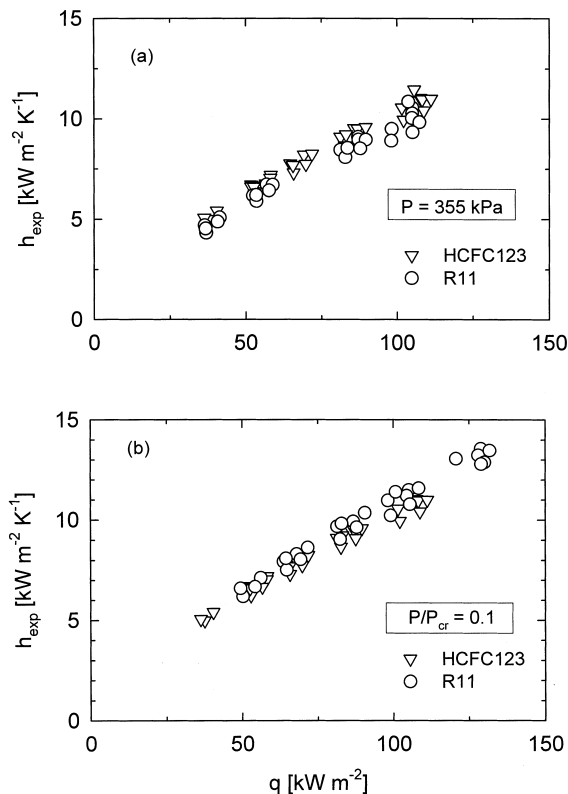 15
(a)
10
h_exp [kW m⁻² K⁻¹]
P = 355 kPa
5
HCFC123
R11
0
0 50 100 150
15
(b)
10
h_exp [kW m⁻² K⁻¹]
P/P_cr = 0.1
5
HCFC123
R11
0
0 50 100 150
q [kW m⁻²]